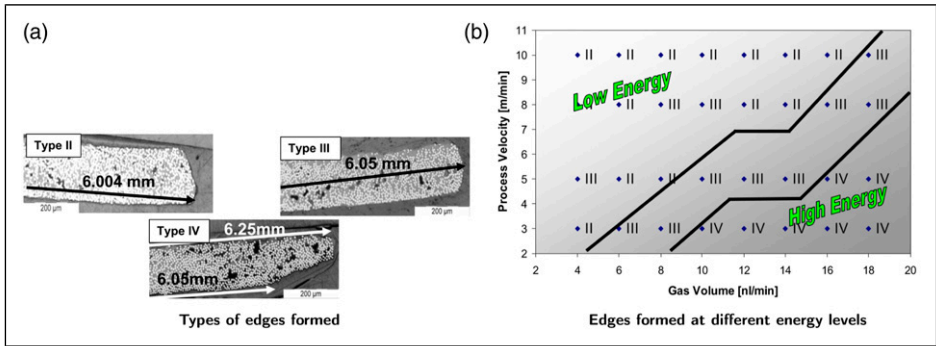 (a)
(b)
Type II
6.004 mm
200 µm
Type III
6.05 mm
200 µm
Type IV
6.25mm
6.05mm
200 µm
Types of edges formed
Process Velocity [m/min]
11
10
9
8
7
6
5
4
3
2
II II II II II II II III
Low Energy
II III II II III III III
III II II III III III IV IV
High Energy
II III III IV IV IV IV IV
2 4 6 8 10 12 14 16 18 20
Gas Volume [nl/min]
Edges formed at different energy levels